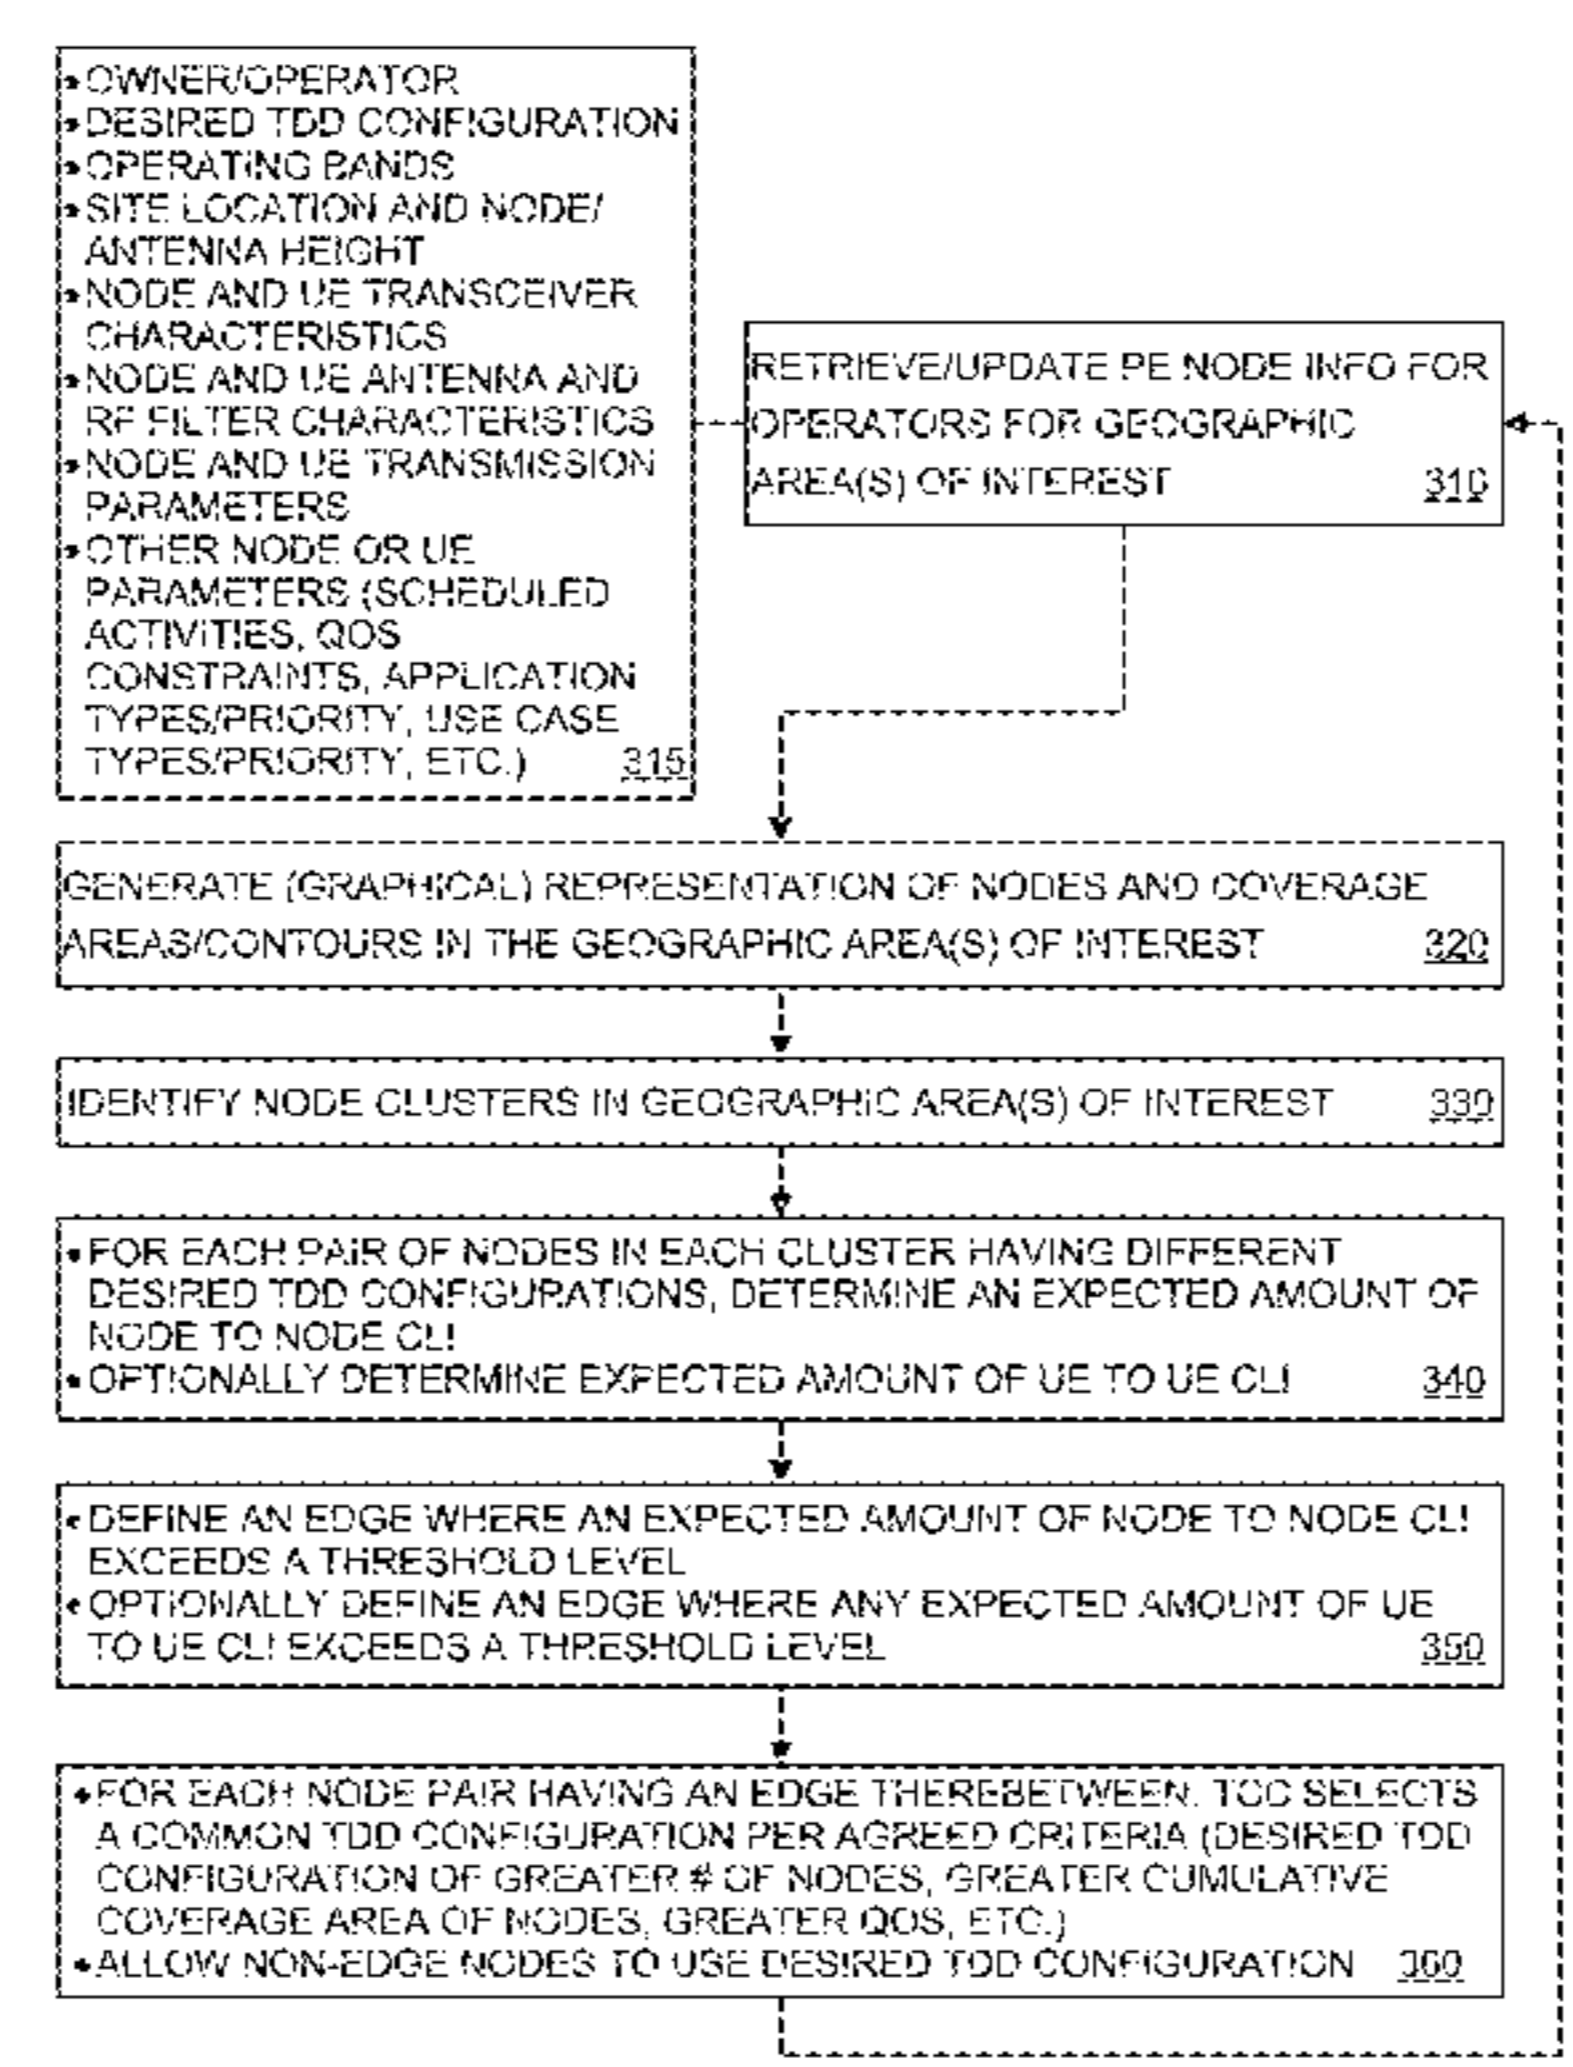 • OWNER/OPERATOR
• DESIRED TDD CONFIGURATION
• OPERATING BANDS
• SITE LOCATION AND NODE/
ANTENNA HEIGHT
• NODE AND UE TRANSCEIVER
CHARACTERISTICS
• NODE AND UE ANTENNA AND
RF FILTER CHARACTERISTICS
• NODE AND UE TRANSMISSION
PARAMETERS
• OTHER NODE OR UE
PARAMETERS (SCHEDULED
ACTIVITIES, QOS
CONSTRAINTS, APPLICATION
TYPES/PRIORITY, USE CASE
TYPES/PRIORITY, ETC.) 315
RETRIEVE/UPDATE PE NODE INFO FOR
OPERATORS FOR GEOGRAPHIC
AREA(S) OF INTEREST 310
GENERATE (GRAPHICAL) REPRESENTATION OF NODES AND COVERAGE
AREAS/CONTOURS IN THE GEOGRAPHIC AREA(S) OF INTEREST 320
IDENTIFY NODE CLUSTERS IN GEOGRAPHIC AREA(S) OF INTEREST 330
• FOR EACH PAIR OF NODES IN EACH CLUSTER HAVING DIFFERENT
DESIRED TDD CONFIGURATIONS, DETERMINE AN EXPECTED AMOUNT OF
NODE TO NODE CLI
• OPTIONALLY DETERMINE EXPECTED AMOUNT OF UE TO UE CLI 340
• DEFINE AN EDGE WHERE AN EXPECTED AMOUNT OF NODE TO NODE CLI
EXCEEDS A THRESHOLD LEVEL
• OPTIONALLY DEFINE AN EDGE WHERE ANY EXPECTED AMOUNT OF UE
TO UE CLI EXCEEDS A THRESHOLD LEVEL 350
• FOR EACH NODE PAIR HAVING AN EDGE THEREBETWEEN, TCC SELECTS
A COMMON TDD CONFIGURATION PER AGREED CRITERIA (DESIRED TDD
CONFIGURATION OF GREATER # OF NODES, GREATER CUMULATIVE
COVERAGE AREA OF NODES, GREATER QOS, ETC.)
• ALLOW NON-EDGE NODES TO USE DESIRED TDD CONFIGURATION 360